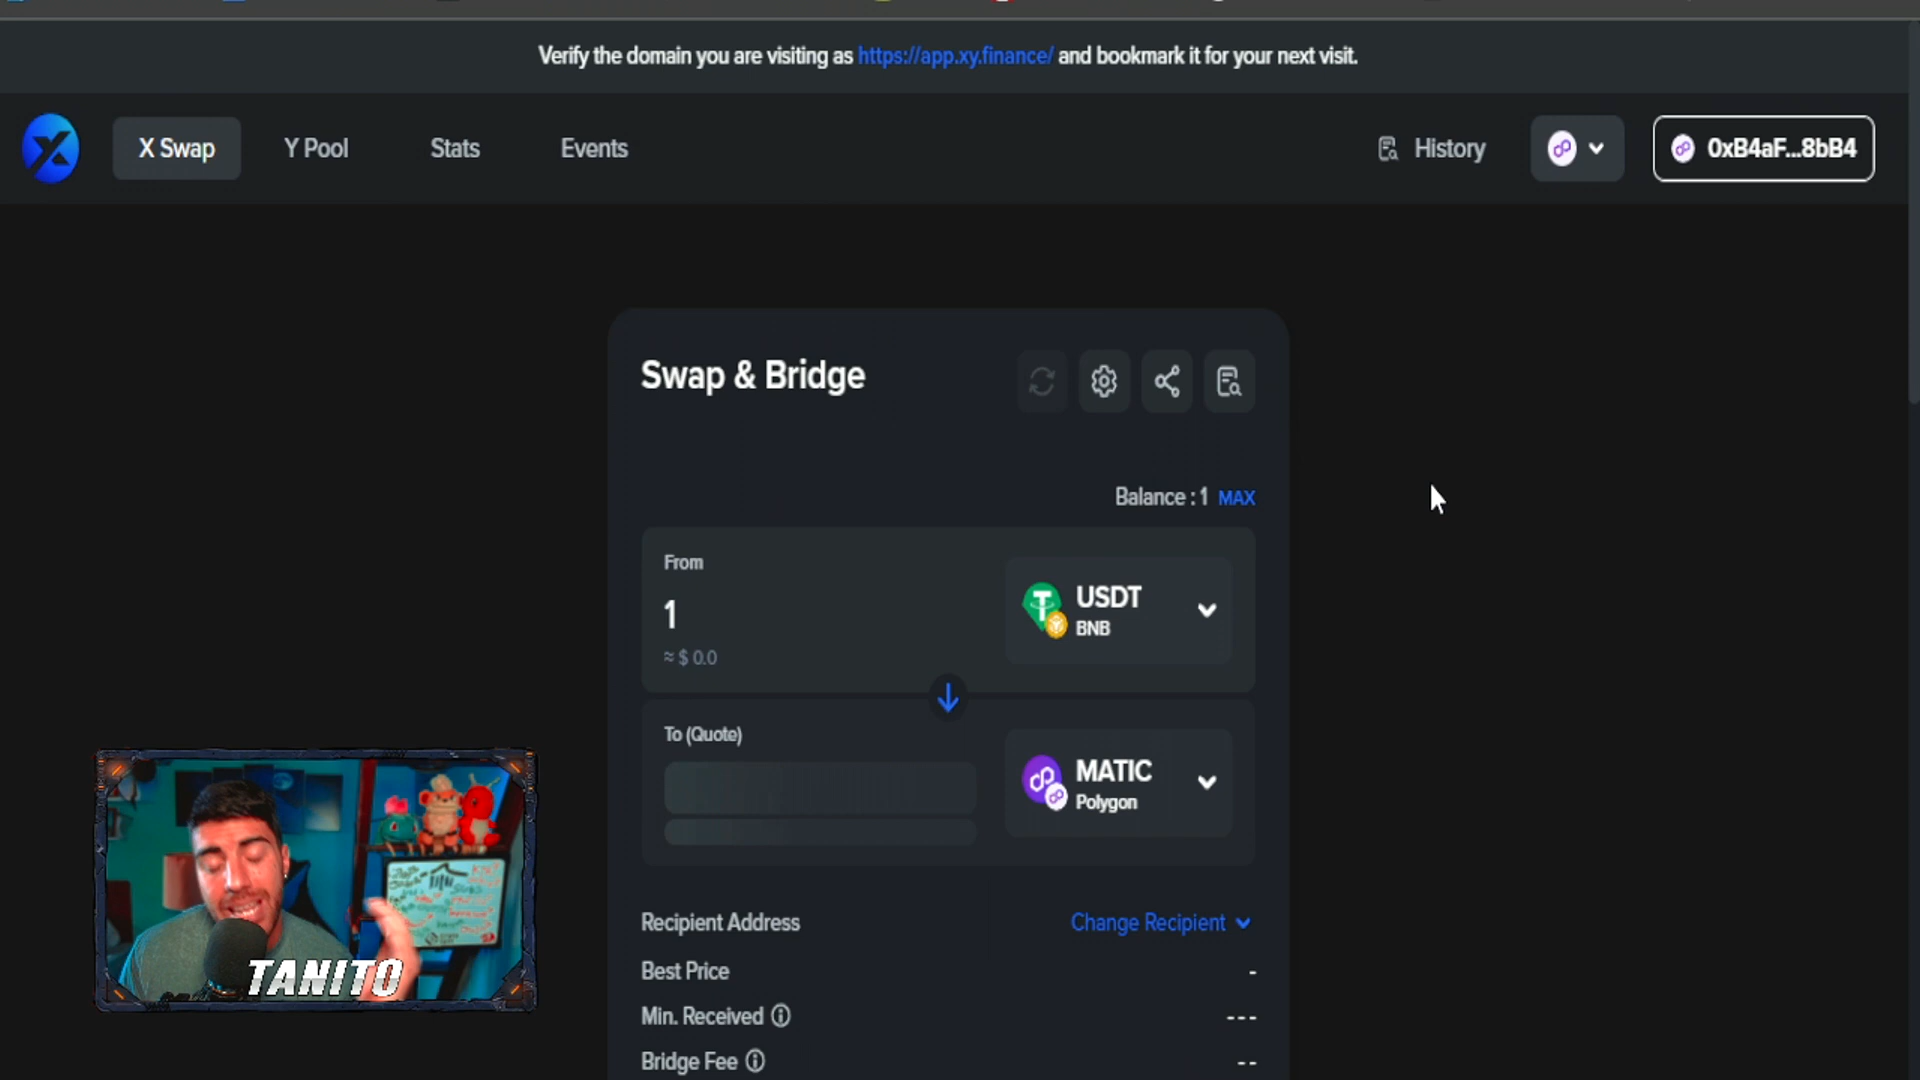 Verify the domain you are visiting as https://app.xy.finance/ and bookmark it for your next visit.
X Swap
Y Pool
Stats
Events
History
0xB4aF...8bB4
Swap & Bridge
Balance : 1 MAX
From
1
≈ $ 0.0
USDT
BNB
To (Quote)
MATIC
Polygon
Recipient Address
Change Recipient
Best Price
-
Min. Received
---
Bridge Fee
--
TANITO